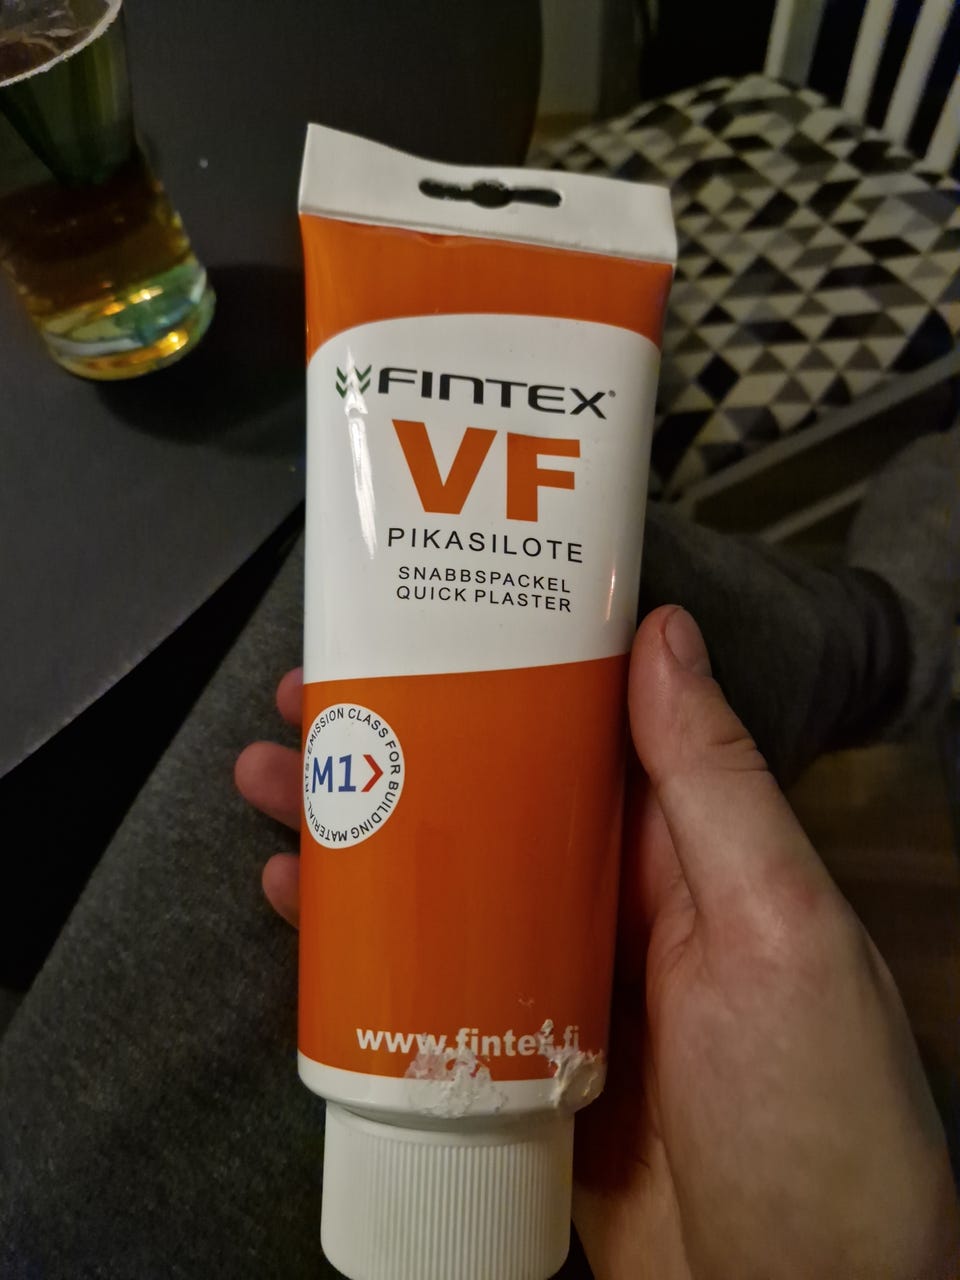 FINTEX®
VF
PIKASILOTE
SNABBSPACKEL
QUICK PLASTER
RTS·EMISSION CLASS FOR BUILDING MATERIAL·
M1
www.fintex.fi